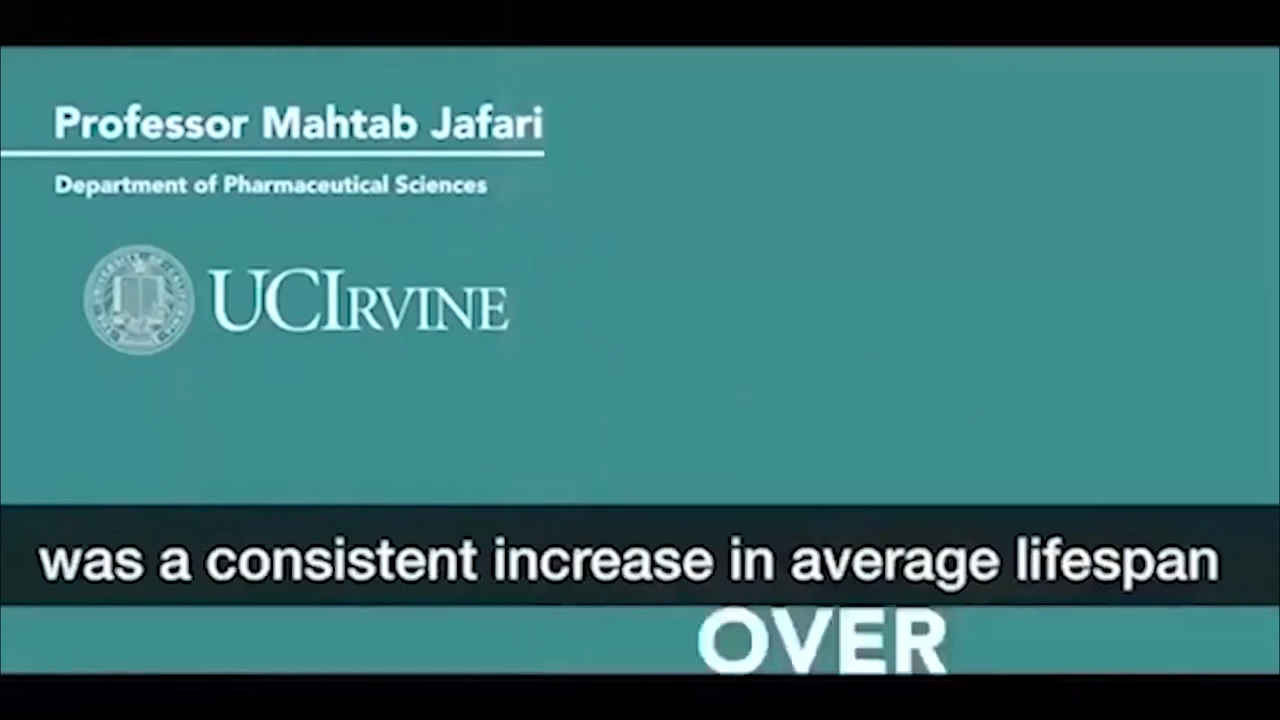 Professor Mahtab Jafari
Department of Pharmaceutical Sciences
UCIRVINE
was a consistent increase in average lifespan
OVER